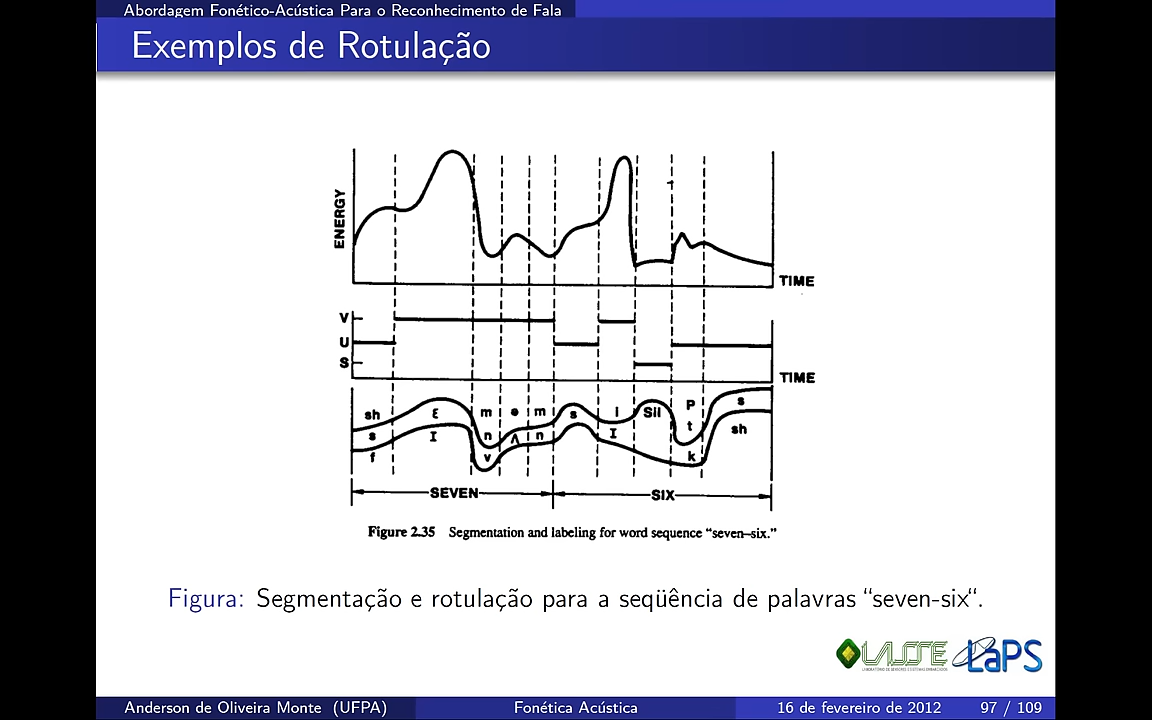 Abordagem Fonético-Acústica Para o Reconhecimento de Fala
Exemplos de Rotulação
ENERGY
TIME
V
U
S
TIME
sh ε m ə m s i Sil P s
s I n Λ n I t sh
f v k
SEVEN SIX
Figure 2.35 Segmentation and labeling for word sequence "seven–six."
Figura: Segmentação e rotulação para a seqüência de palavras “seven-six“.
LASSE LaPS
Anderson de Oliveira Monte (UFPA) Fonética Acústica 16 de fevereiro de 2012 97 / 109